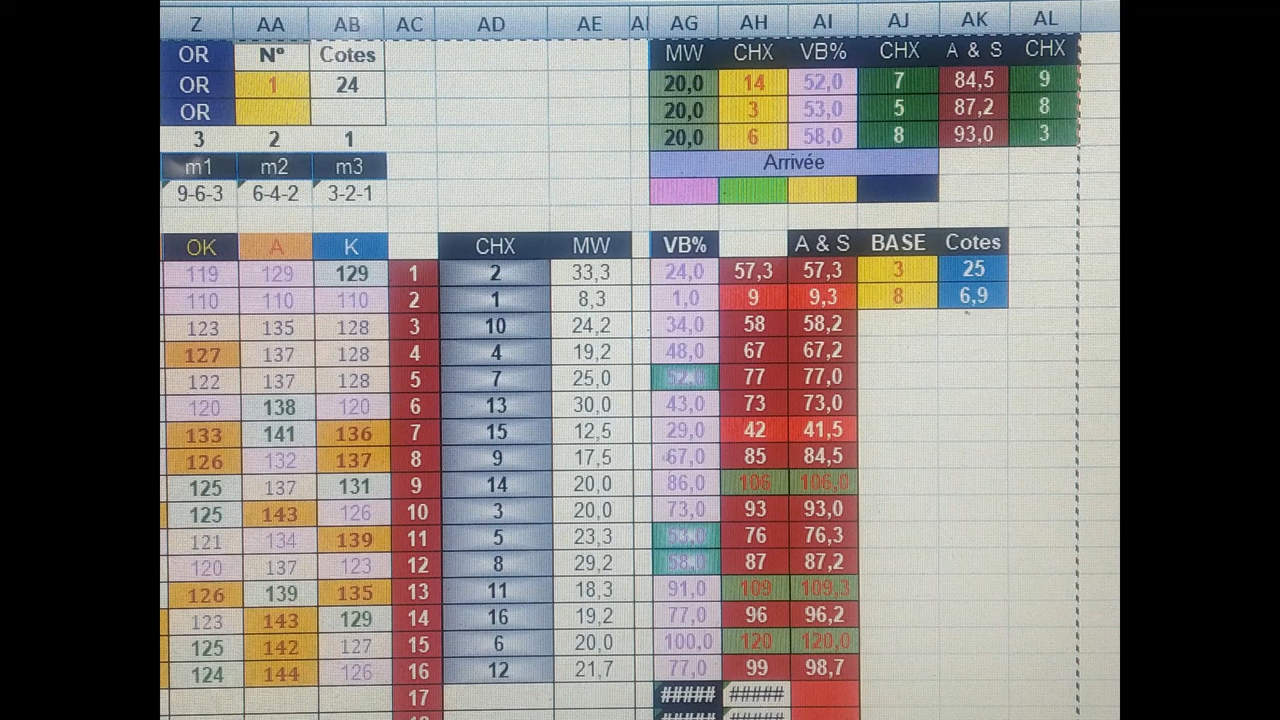 Z AA AB AC AD AE AG AH AI AJ AK AL
OR Nº Cotes MW CHX VB% CHX A & S CHX
OR 1 24 20,0 14 52,0 7 84,5 9
OR 20,0 3 53,0 5 87,2 8
3 2 1 20,0 6 58,0 8 93,0 3
m1 m2 m3 Arrivée
9-6-3 6-4-2 3-2-1
OK A K CHX MW VB% A & S BASE Cotes
119 129 129 1 2 33,3 24,0 57,3 57,3 3 25
110 110 110 2 1 8,3 1,0 9 9,3 8 6,9
123 135 128 3 10 24,2 34,0 58 58,2
127 137 128 4 4 19,2 48,0 67 67,2
122 137 128 5 7 25,0 77 77,0
120 138 120 6 13 30,0 43,0 73 73,0
133 141 136 7 15 12,5 29,0 42 41,5
126 132 137 8 9 17,5 67,0 85 84,5
125 137 131 9 14 20,0 86,0 106 106,0
125 143 126 10 3 20,0 73,0 93 93,0
121 134 139 11 5 23,3 53,0 76 76,3
120 137 123 12 8 29,2 58,0 87 87,2
126 139 135 13 11 18,3 91,0 109 109,3
123 143 129 14 16 19,2 77,0 96 96,2
125 142 127 15 6 20,0 100,0 120 120,0
124 144 126 16 12 21,7 77,0 99 98,7
17 ##### #####